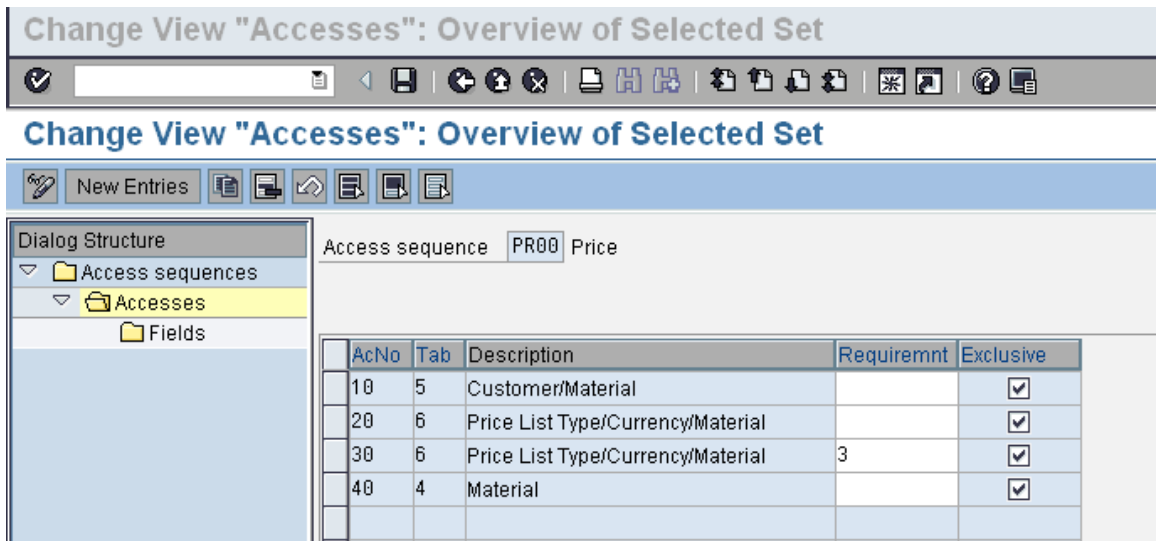 Change View "Accesses": Overview of Selected Set
Change View "Accesses": Overview of Selected Set
New Entries
Dialog Structure
Access sequences
Accesses
Fields
Access sequence PR00 Price
AcNo Tab Description Requiremnt Exclusive
10 5 Customer/Material
20 6 Price List Type/Currency/Material
30 6 Price List Type/Currency/Material 3
40 4 Material